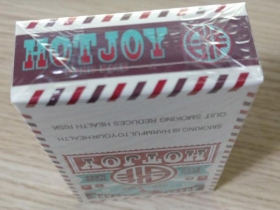 HOTJOY
SMOKING IS HARMFUL TO YOUR HEALTH
QUIT SMOKING REDUCES HEALTH RISK
HOTJOY